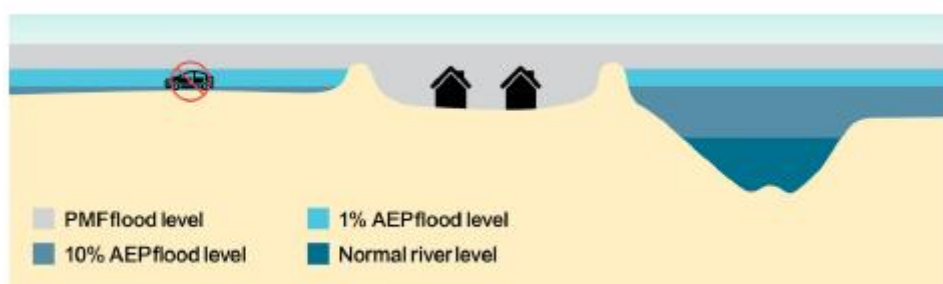 PMF flood level
1% AEP flood level
10% AEP flood level
Normal river level